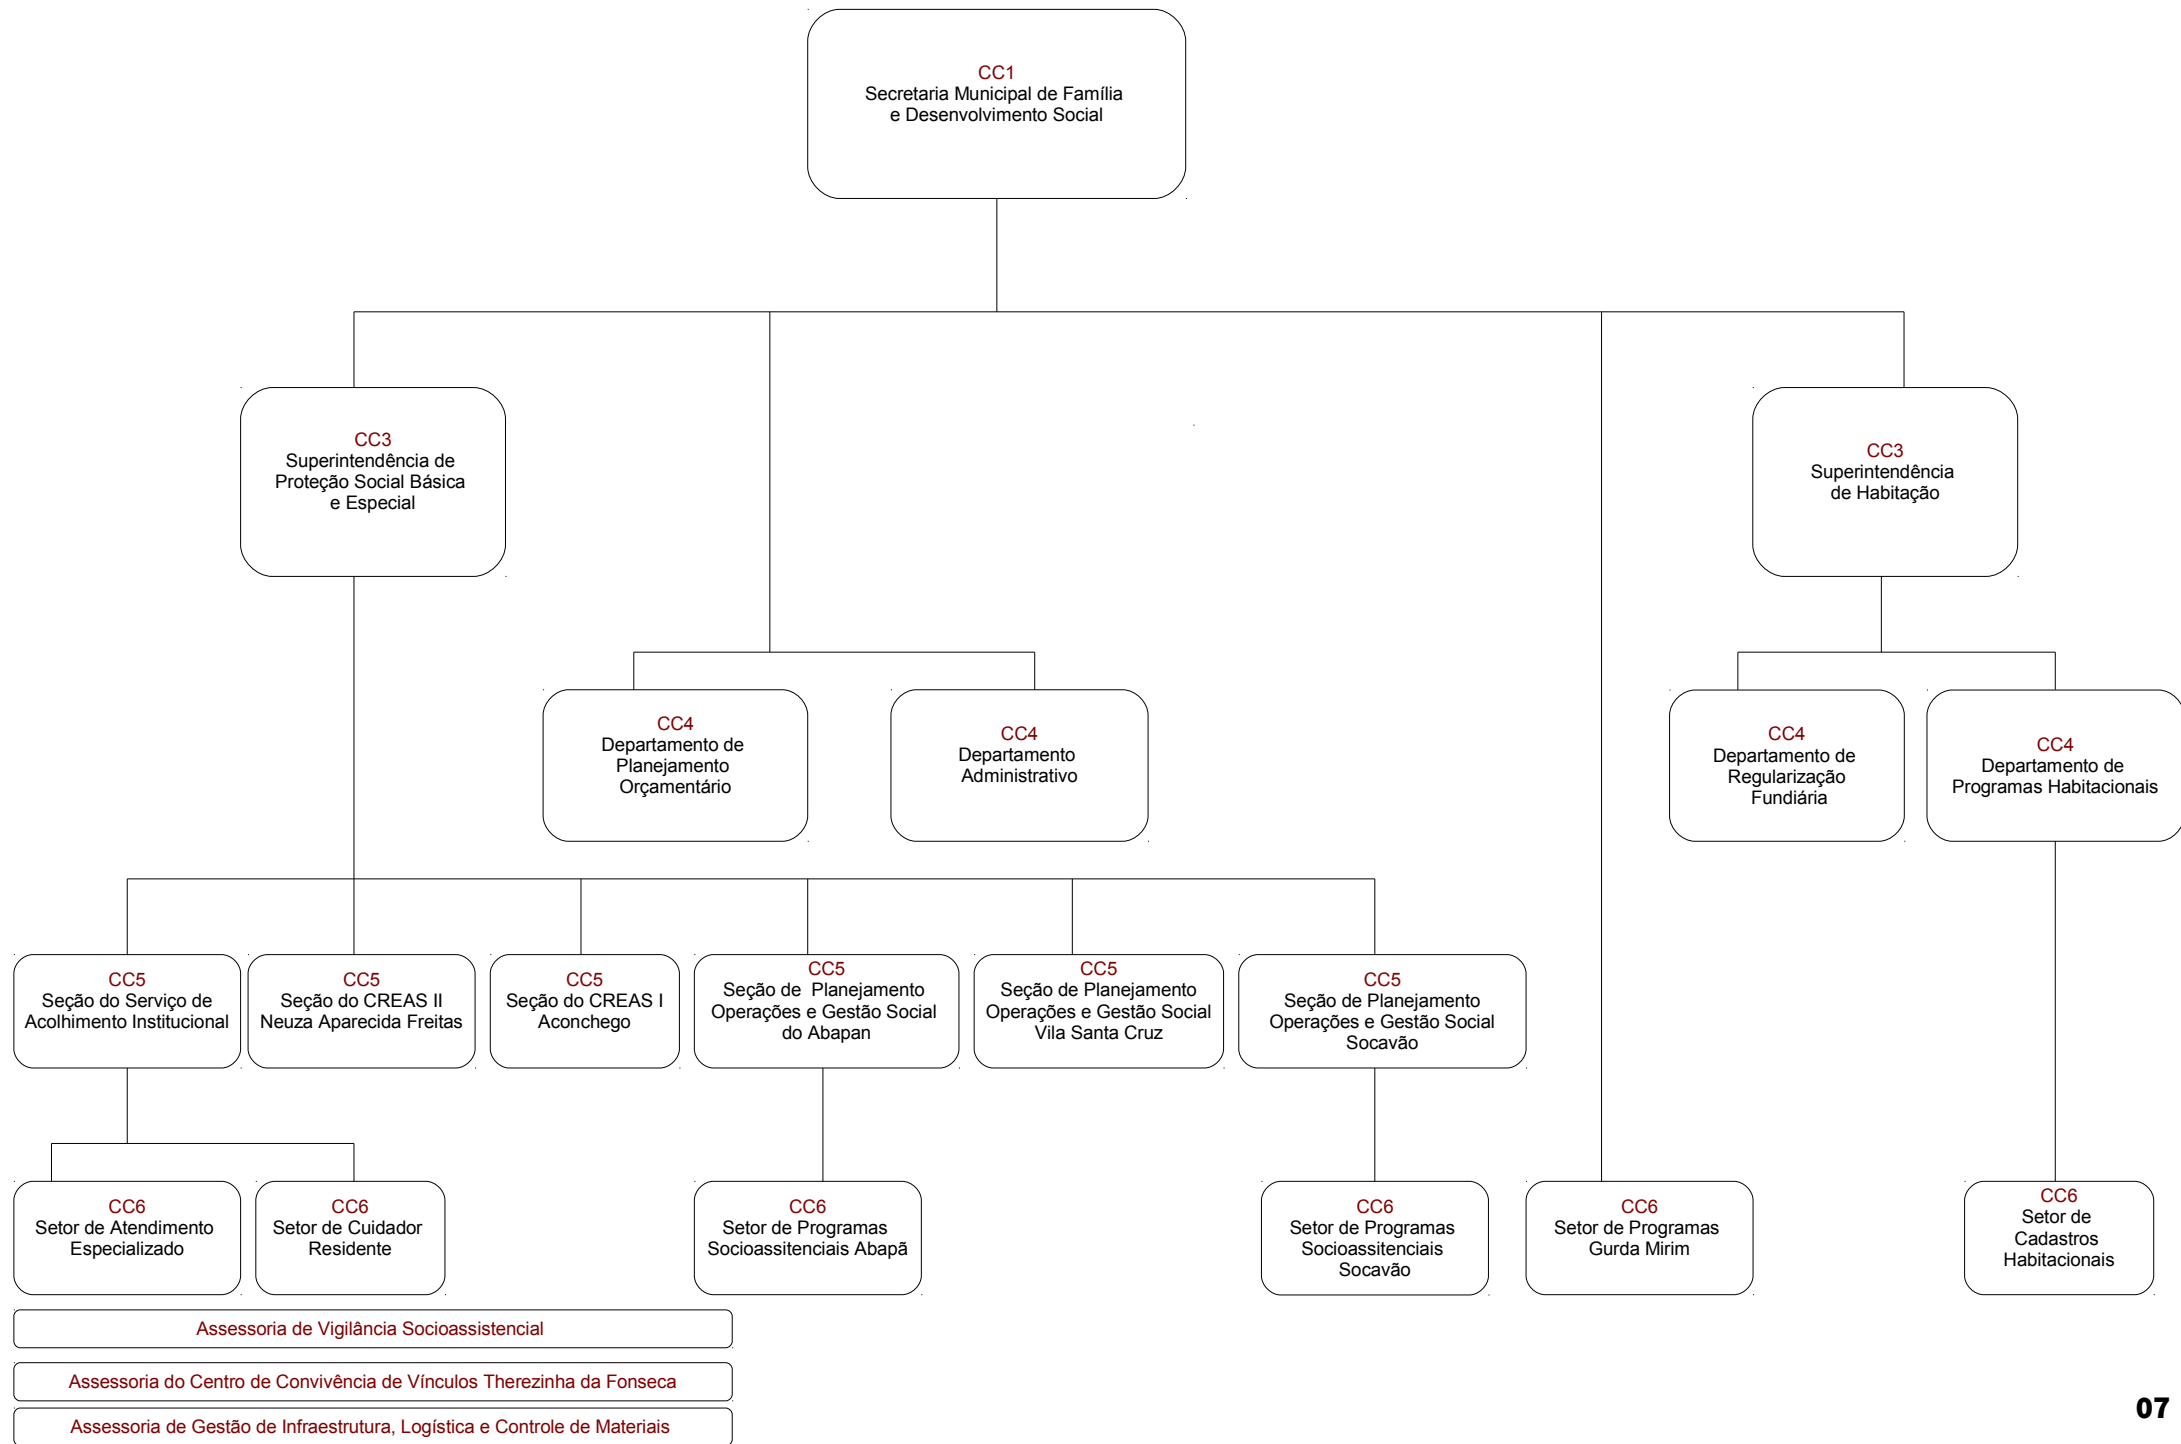 CC1
Secretaria Municipal de Família
e Desenvolvimento Social
CC3
Superintendência de
Proteção Social Básica
e Especial
CC3
Superintendência
de Habitação
CC4
Departamento de
Planejamento
Orçamentário
CC4
Departamento
Administrativo
CC4
Departamento de
Regularização
Fundiária
CC4
Departamento de
Programas Habitacionais
CC5
Seção do Serviço de
Acolhimento Institucional
CC5
Seção do CREAS II
Neuza Aparecida Freitas
CC5
Seção do CREAS I
Aconchego
CC5
Seção de Planejamento
Operações e Gestão Social
do Abapan
CC5
Seção de Planejamento
Operações e Gestão Social
Vila Santa Cruz
CC5
Seção de Planejamento
Operações e Gestão Social
Socavão
CC6
Setor de Atendimento
Especializado
CC6
Setor de Cuidador
Residente
CC6
Setor de Programas
Socioassitenciais Abapã
CC6
Setor de Programas
Socioassitenciais
Socavão
CC6
Setor de Programas
Gurda Mirim
CC6
Setor de
Cadastros
Habitacionais
Assessoria de Vigilância Socioassistencial
Assessoria do Centro de Convivência de Vínculos Therezinha da Fonseca
Assessoria de Gestão de Infraestrutura, Logística e Controle de Materiais
07